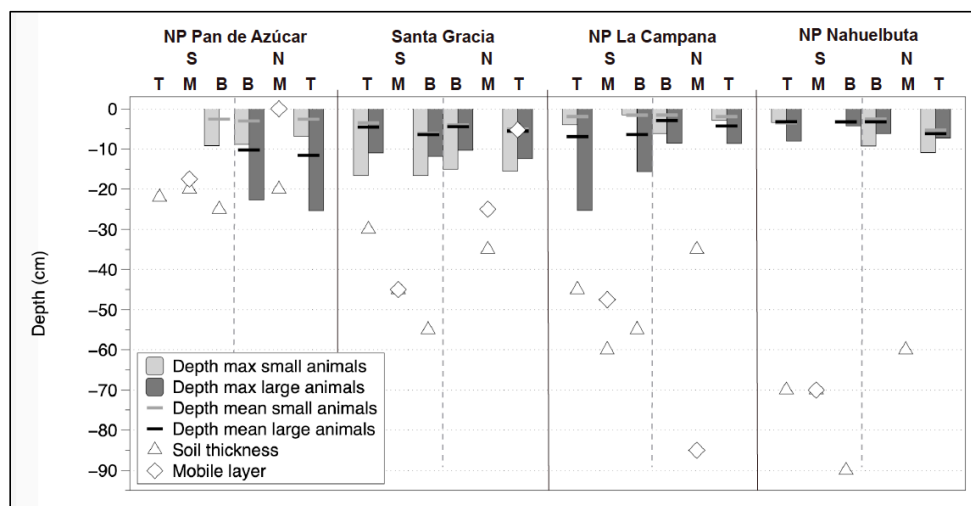 NP Pan de Azúcar Santa Gracia NP La Campana NP Nahuelbuta
S N S N S N S N
T M B B M T T M B B M T T M B B M T T M B B M T
0
−10
−20
−30
−40
−50
−60
−70
−80
−90
Depth (cm)
Depth max small animals
Depth max large animals
Depth mean small animals
Depth mean large animals
Soil thickness
Mobile layer